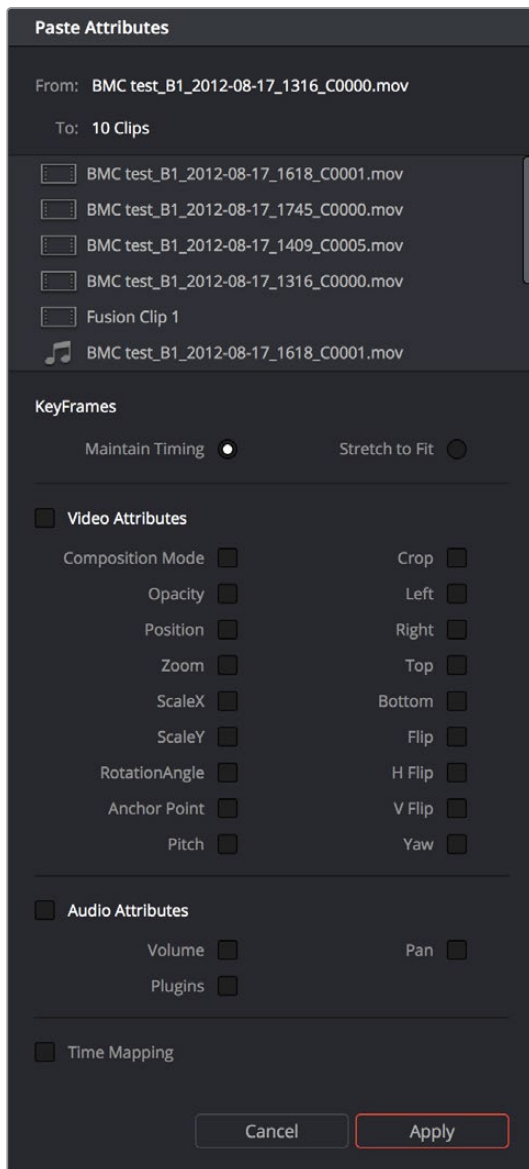 Paste Attributes
From: BMC test_B1_2012-08-17_1316_C0000.mov
To: 10 Clips
BMC test_B1_2012-08-17_1618_C0001.mov
BMC test_B1_2012-08-17_1745_C0000.mov
BMC test_B1_2012-08-17_1409_C0005.mov
BMC test_B1_2012-08-17_1316_C0000.mov
Fusion Clip 1
BMC test_B1_2012-08-17_1618_C0001.mov
KeyFrames
Maintain Timing Stretch to Fit
Video Attributes
Composition Mode Crop
Opacity Left
Position Right
Zoom Top
ScaleX Bottom
ScaleY Flip
RotationAngle H Flip
Anchor Point V Flip
Pitch Yaw
Audio Attributes
Volume Pan
Plugins
Time Mapping
Cancel Apply